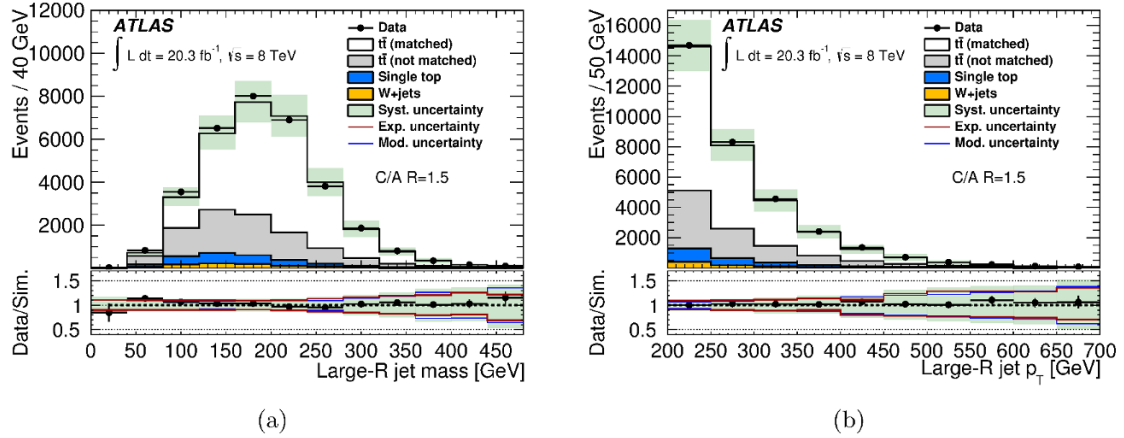 ATLAS
∫ L dt = 20.3 fb⁻¹, √s = 8 TeV
Data
tt̄ (matched)
tt̄ (not matched)
Single top
W+jets
Syst. uncertainty
Exp. uncertainty
Mod. uncertainty
C/A R=1.5
Events / 40 GeV
12000
10000
8000
6000
4000
2000
Data/Sim.
1.5
1
0.5
0 50 100 150 200 250 300 350 400 450
Large-R jet mass [GeV]
(a)
ATLAS
∫ L dt = 20.3 fb⁻¹, √s = 8 TeV
Data
tt̄ (matched)
tt̄ (not matched)
Single top
W+jets
Syst. uncertainty
Exp. uncertainty
Mod. uncertainty
C/A R=1.5
Events / 50 GeV
16000
14000
12000
10000
8000
6000
4000
2000
Data/Sim.
1.5
1
0.5
200 250 300 350 400 450 500 550 600 650 700
Large-R jet p_T [GeV]
(b)